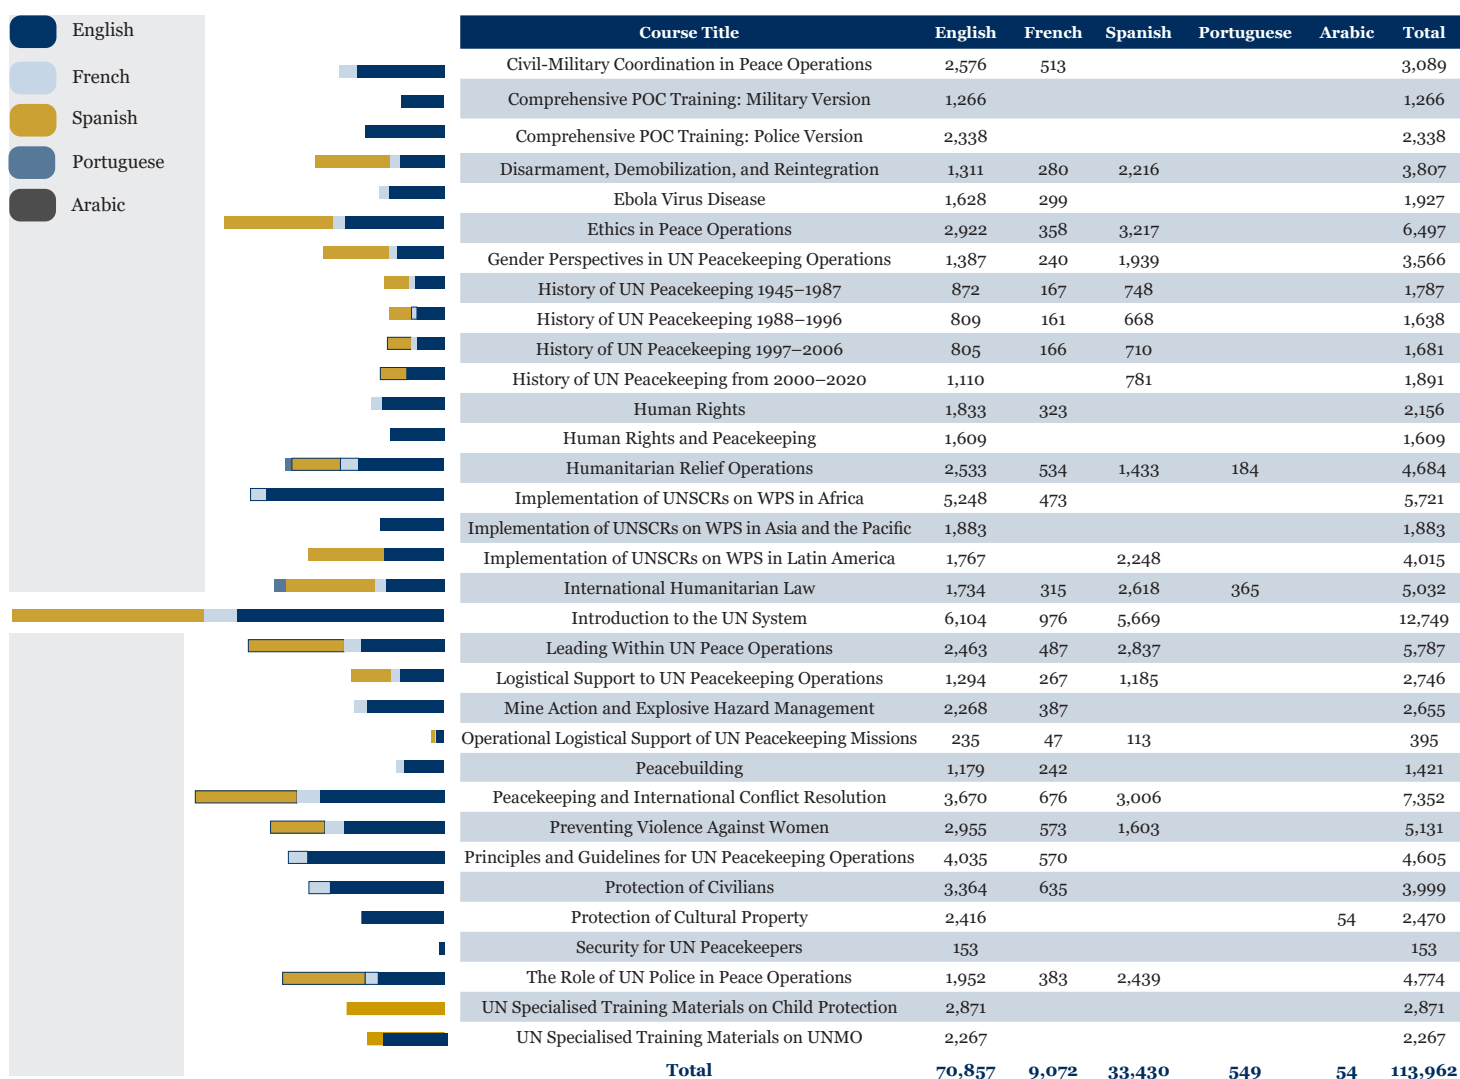 English
French
Spanish
Portuguese
Arabic
Course Title English French Spanish Portuguese Arabic Total
Civil-Military Coordination in Peace Operations 2,576 513 3,089
Comprehensive POC Training: Military Version 1,266 1,266
Comprehensive POC Training: Police Version 2,338 2,338
Disarmament, Demobilization, and Reintegration 1,311 280 2,216 3,807
Ebola Virus Disease 1,628 299 1,927
Ethics in Peace Operations 2,922 358 3,217 6,497
Gender Perspectives in UN Peacekeeping Operations 1,387 240 1,939 3,566
History of UN Peacekeeping 1945–1987 872 167 748 1,787
History of UN Peacekeeping 1988–1996 809 161 668 1,638
History of UN Peacekeeping 1997–2006 805 166 710 1,681
History of UN Peacekeeping from 2000–2020 1,110 781 1,891
Human Rights 1,833 323 2,156
Human Rights and Peacekeeping 1,609 1,609
Humanitarian Relief Operations 2,533 534 1,433 184 4,684
Implementation of UNSCRs on WPS in Africa 5,248 473 5,721
Implementation of UNSCRs on WPS in Asia and the Pacific 1,883 1,883
Implementation of UNSCRs on WPS in Latin America 1,767 2,248 4,015
International Humanitarian Law 1,734 315 2,618 365 5,032
Introduction to the UN System 6,104 976 5,669 12,749
Leading Within UN Peace Operations 2,463 487 2,837 5,787
Logistical Support to UN Peacekeeping Operations 1,294 267 1,185 2,746
Mine Action and Explosive Hazard Management 2,268 387 2,655
Operational Logistical Support of UN Peacekeeping Missions 235 47 113 395
Peacebuilding 1,179 242 1,421
Peacekeeping and International Conflict Resolution 3,670 676 3,006 7,352
Preventing Violence Against Women 2,955 573 1,603 5,131
Principles and Guidelines for UN Peacekeeping Operations 4,035 570 4,605
Protection of Civilians 3,364 635 3,999
Protection of Cultural Property 2,416 54 2,470
Security for UN Peacekeepers 153 153
The Role of UN Police in Peace Operations 1,952 383 2,439 4,774
UN Specialised Training Materials on Child Protection 2,871 2,871
UN Specialised Training Materials on UNMO 2,267 2,267
Total 70,857 9,072 33,430 549 54 113,962